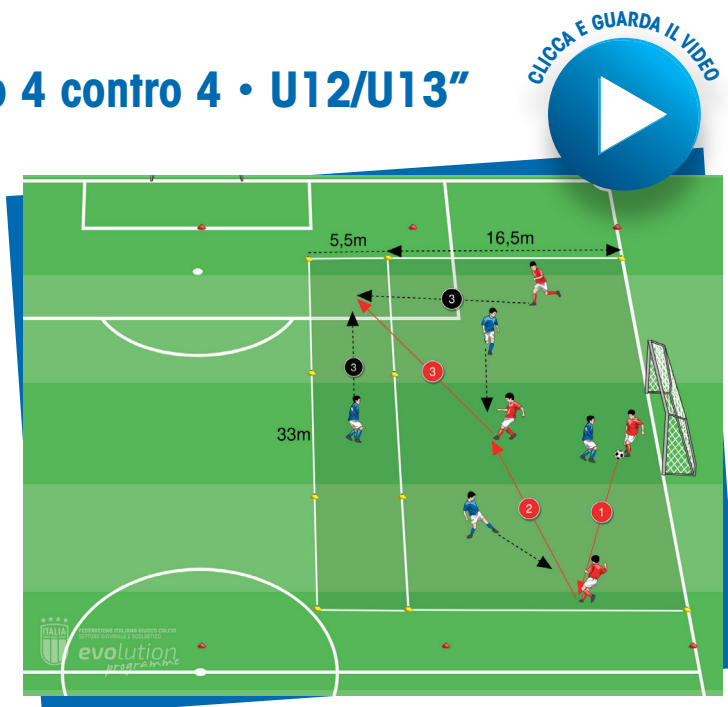 CLICCA E GUARDA IL VIDEO
4 contro 4 • U12/U13”
5,5m
16,5m
3
3
3
33m
2
1
ITALIA
FEDERAZIONE ITALIANA GIUOCO CALCIO
SETTORE GIOVANILE E SCOLASTICO
evolution
programme